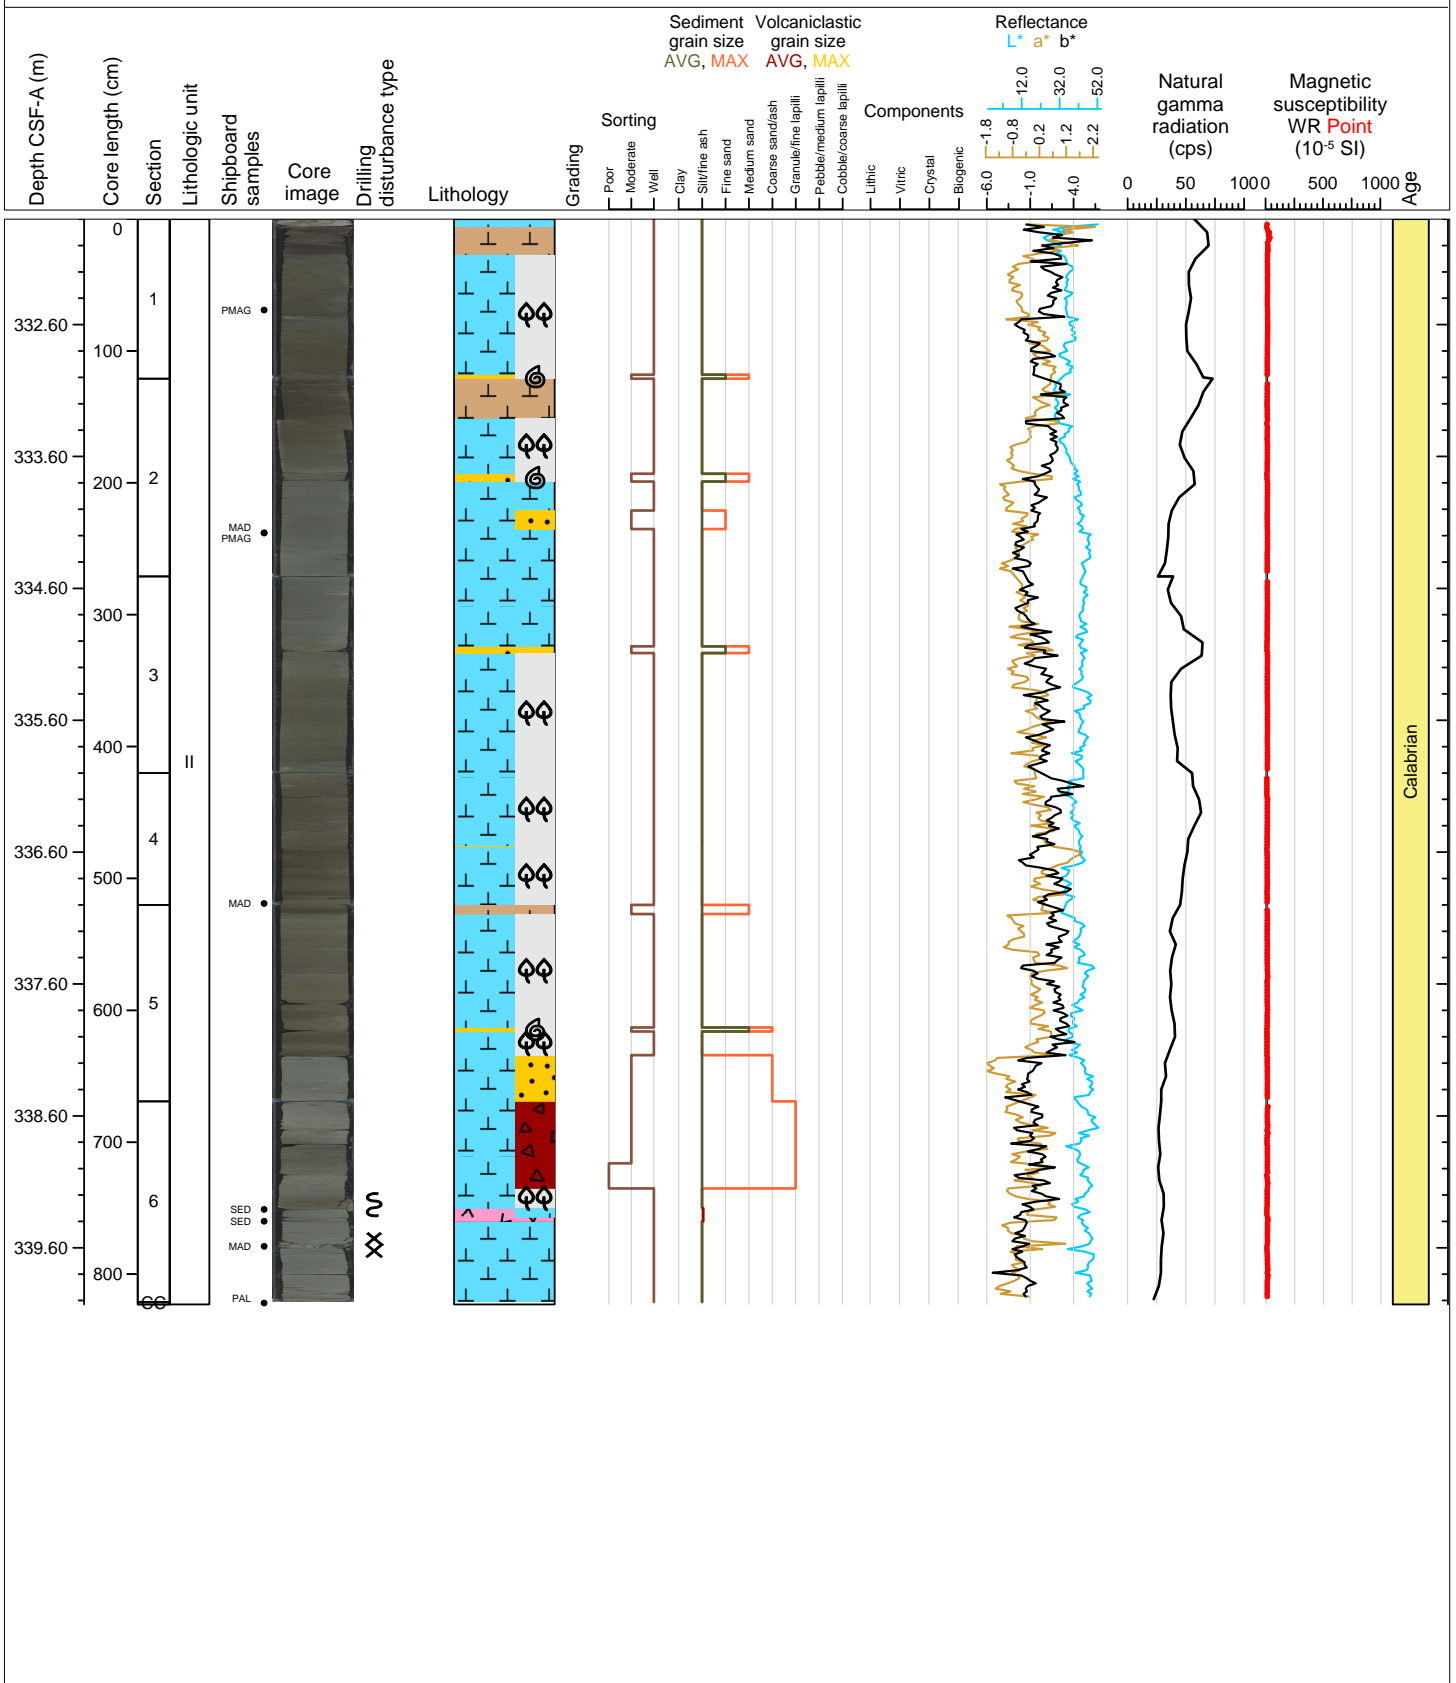 Depth CSF-A (m)
Core length (cm)
Section
Lithologic unit
Shipboard
samples
Core
image
Drilling
disturbance type
Lithology
Grading
Sorting
Poor
Moderate
Well
Sediment
grain size
AVG, MAX
Volcaniclastic
grain size
AVG, MAX
Clay
Silt/fine ash
Fine sand
Medium sand
Coarse sand/ash
Granule/fine lapilli
Pebble/medium lapilli
Cobble/coarse lapilli
Components
Lithic
Vitric
Crystal
Biogenic
Reflectance
L* a* b*
12.0 32.0 52.0
-1.8 -0.8 0.2 1.2 2.2
-6.0 -1.0 4.0
Natural
gamma
radiation
(cps)
0 50 100
Magnetic
susceptibility
WR Point
(10-5 SI)
0 0 500 1000
Age
0
1
PMAG
332.60
100
333.60
200
2
MAD
PMAG
334.60
300
3
335.60
400
II
Calabrian
4
336.60
500
MAD
5
337.60
600
338.60
700
6
SED
SED
MAD
339.60
800
PAL
CC